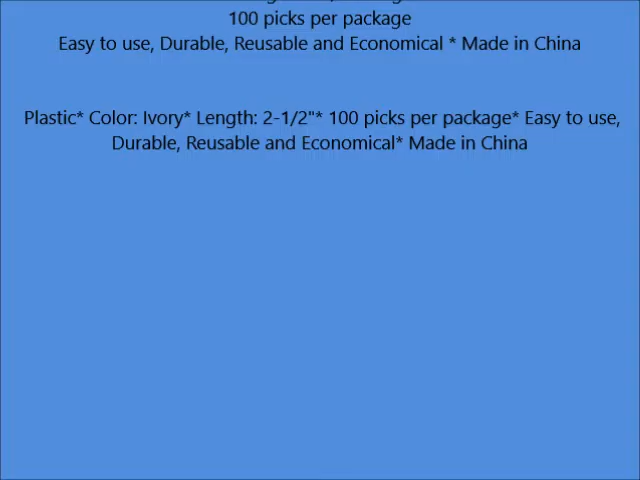 100 picks per package
Easy to use, Durable, Reusable and Economical * Made in China
Plastic* Color: Ivory* Length: 2-1/2"* 100 picks per package* Easy to use,
Durable, Reusable and Economical* Made in China